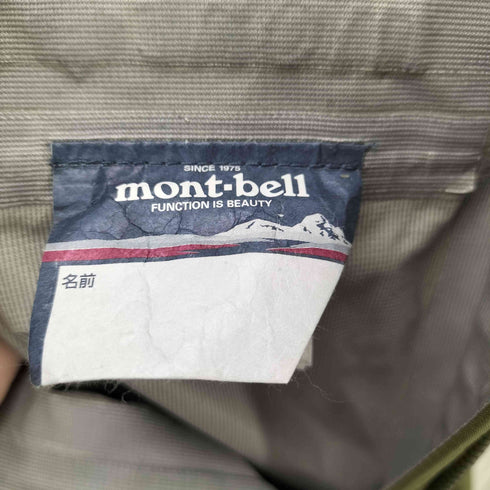 SINCE 1975
mont-bell
FUNCTION IS BEAUTY
名前